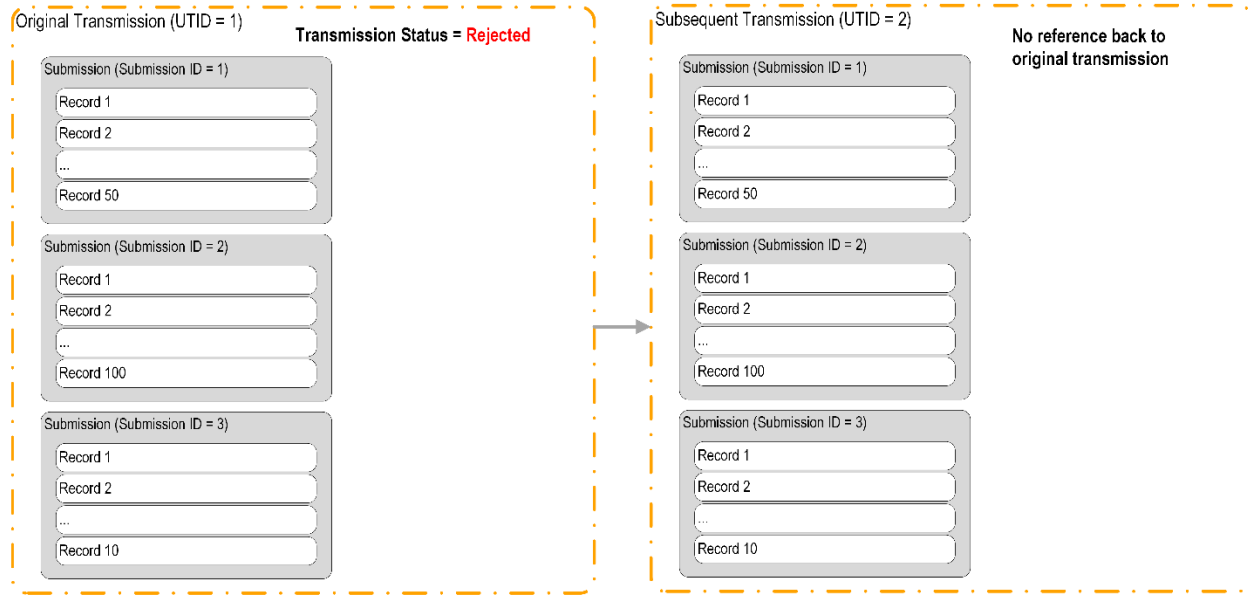 Original Transmission (UTID = 1)
Transmission Status = Rejected
Submission (Submission ID = 1)
Record 1
Record 2
...
Record 50
Submission (Submission ID = 2)
Record 1
Record 2
...
Record 100
Submission (Submission ID = 3)
Record 1
Record 2
...
Record 10
Subsequent Transmission (UTID = 2)
No reference back to
original transmission
Submission (Submission ID = 1)
Record 1
Record 2
...
Record 50
Submission (Submission ID = 2)
Record 1
Record 2
...
Record 100
Submission (Submission ID = 3)
Record 1
Record 2
...
Record 10